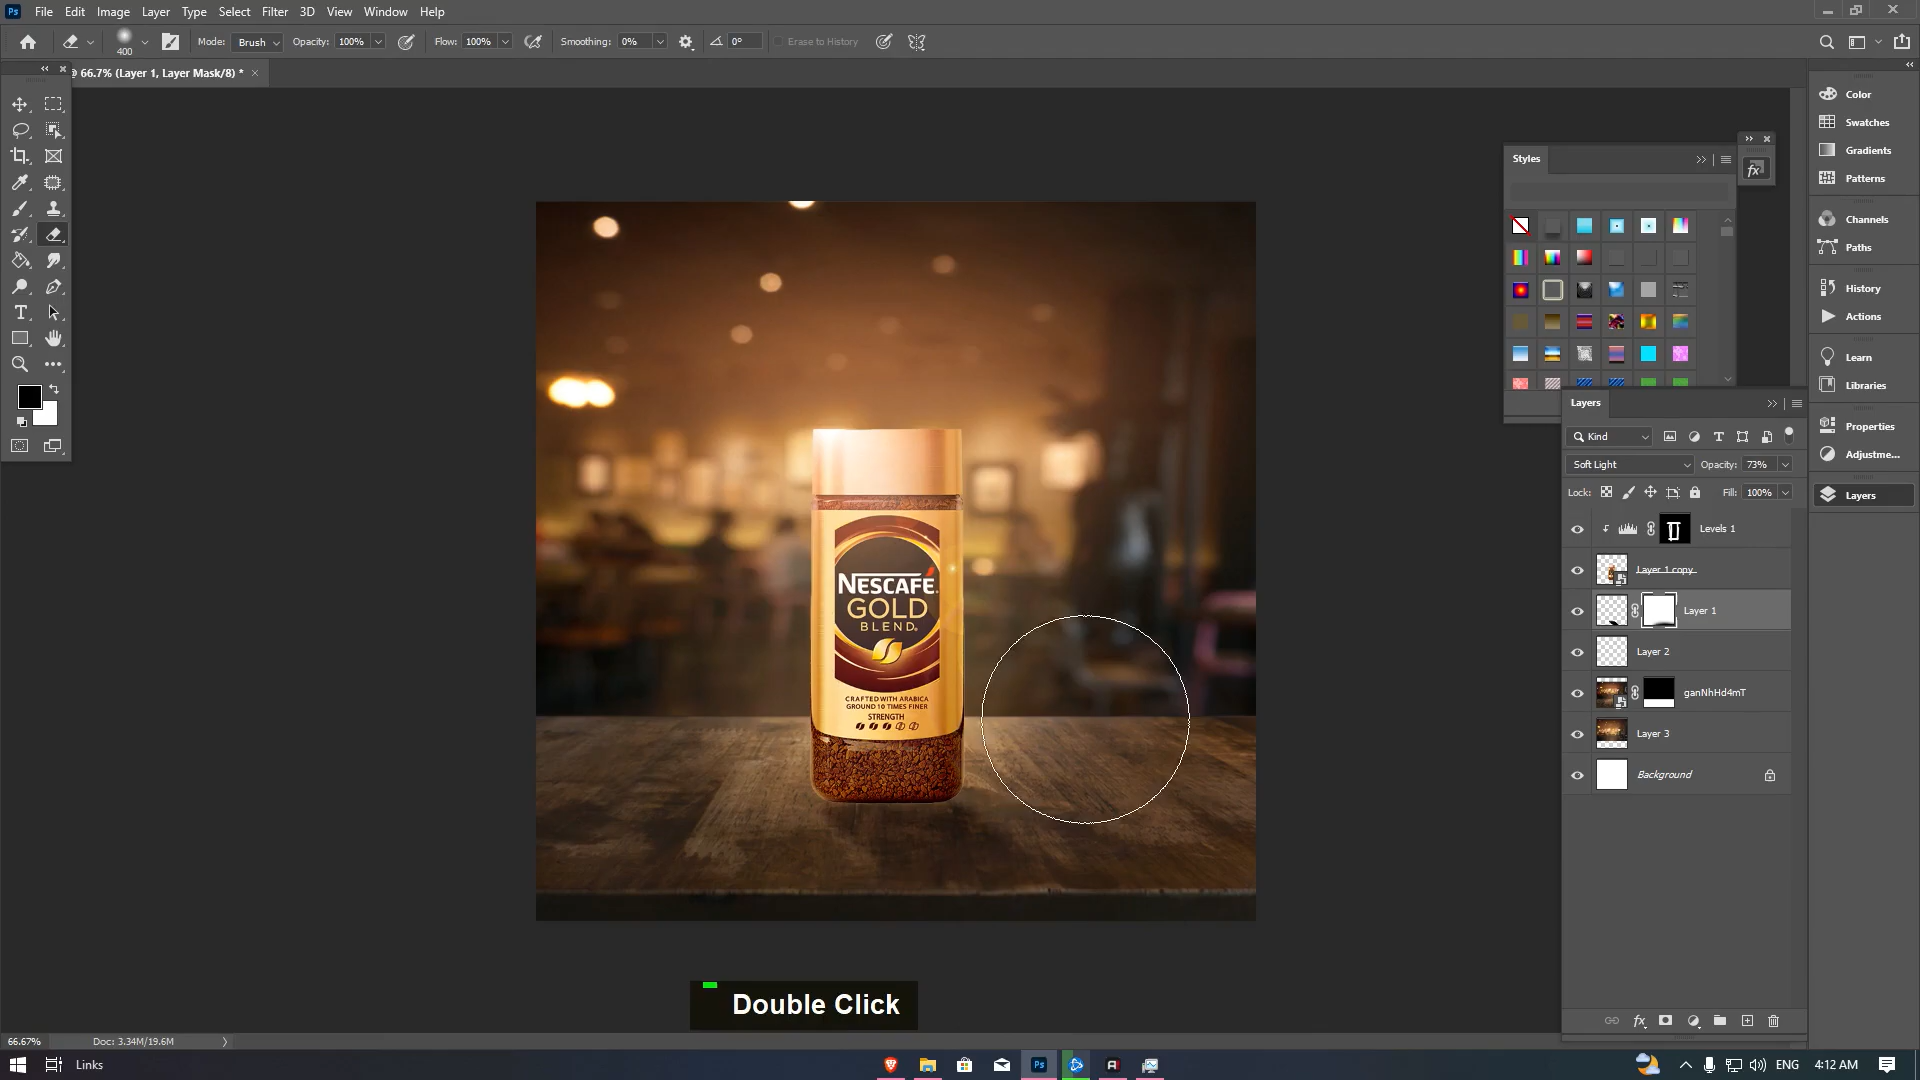 Ps File Edit Image Layer Type Select Filter 3D View Window Help
400 Mode: Brush Opacity: 100% Flow: 100% Smoothing: 0% 0° Erase to History
@ 66.7% (Layer 1, Layer Mask/8) *
Color
Swatches
Gradients
Patterns
Channels
Paths
History
Actions
Learn
Libraries
Properties
Adjustme...
Layers
Styles
fx
Layers
Kind
Soft Light Opacity: 73%
Lock: Fill: 100%
Levels 1
Layer 1 copy
Layer 1
Layer 2
ganNhHd4mT
Layer 3
Background
fx
NESCAFÉ
GOLD
BLEND
CRAFTED WITH ARABICA
GROUND 10 TIMES FINER
STRENGTH
Double Click
66.67% Doc: 3.34M/19.6M
Links Ps ENG 4:12 AM